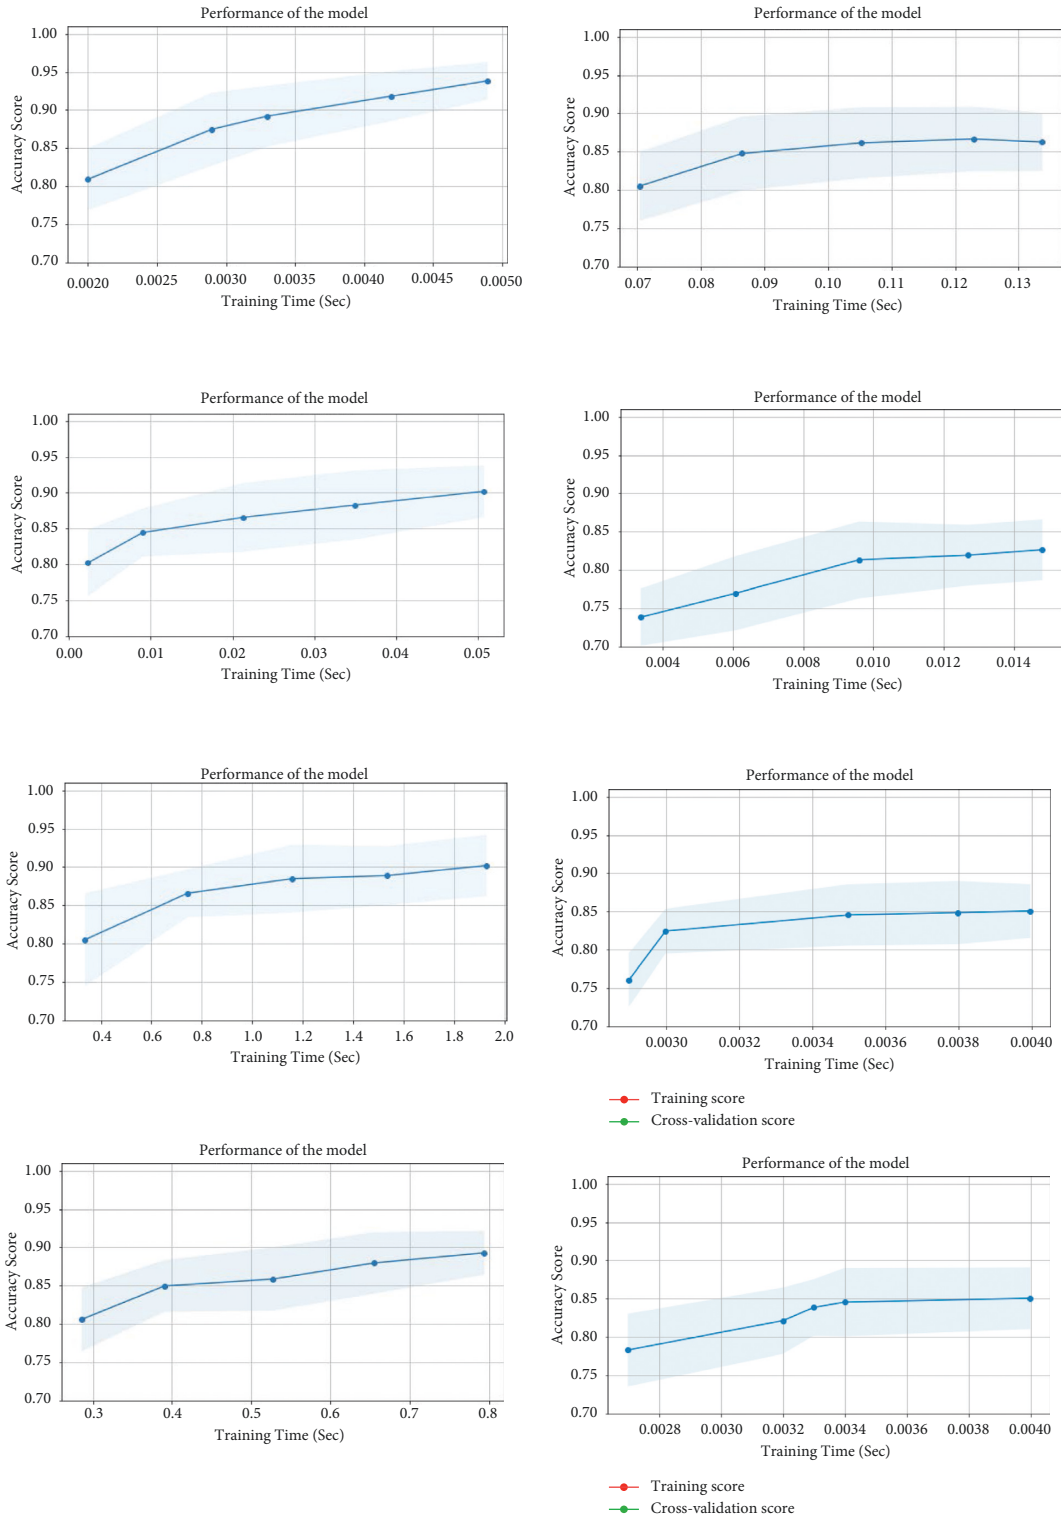 Performance of the model
1.00
0.95
0.90
0.85
0.80
0.75
0.70
Accuracy Score
0.0020 0.0025 0.0030 0.0035 0.0040 0.0045 0.0050
Training Time (Sec)
Performance of the model
1.00
0.95
0.90
0.85
0.80
0.75
0.70
Accuracy Score
0.07 0.08 0.09 0.10 0.11 0.12 0.13
Training Time (Sec)
Performance of the model
1.00
0.95
0.90
0.85
0.80
0.75
0.70
Accuracy Score
0.00 0.01 0.02 0.03 0.04 0.05
Training Time (Sec)
Performance of the model
1.00
0.95
0.90
0.85
0.80
0.75
0.70
Accuracy Score
0.004 0.006 0.008 0.010 0.012 0.014
Training Time (Sec)
Performance of the model
1.00
0.95
0.90
0.85
0.80
0.75
0.70
Accuracy Score
0.4 0.6 0.8 1.0 1.2 1.4 1.6 1.8 2.0
Training Time (Sec)
Performance of the model
1.00
0.95
0.90
0.85
0.80
0.75
0.70
Accuracy Score
0.0030 0.0032 0.0034 0.0036 0.0038 0.0040
Training Time (Sec)
Training score
Cross-validation score
Performance of the model
1.00
0.95
0.90
0.85
0.80
0.75
0.70
Accuracy Score
0.3 0.4 0.5 0.6 0.7 0.8
Training Time (Sec)
Performance of the model
1.00
0.95
0.90
0.85
0.80
0.75
0.70
Accuracy Score
0.0028 0.0030 0.0032 0.0034 0.0036 0.0038 0.0040
Training Time (Sec)
Training score
Cross-validation score